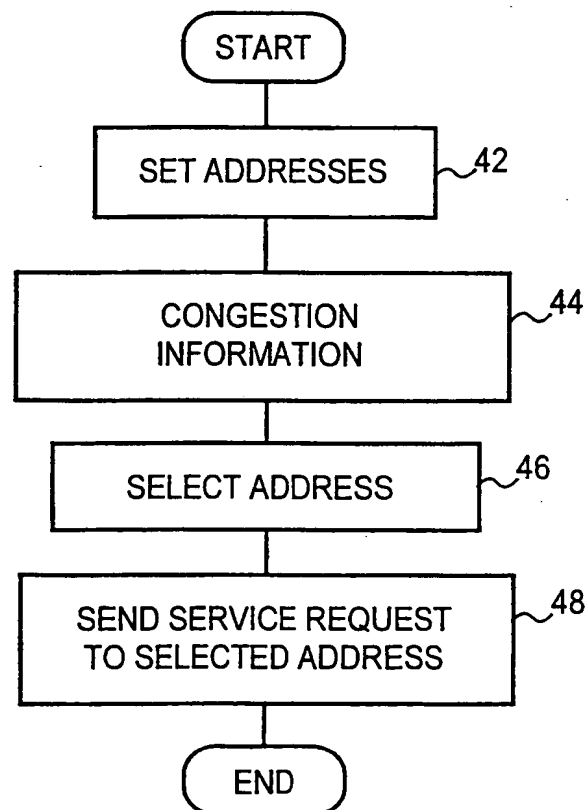 START
SET ADDRESSES
42
CONGESTION
INFORMATION
44
SELECT ADDRESS
46
SEND SERVICE REQUEST
TO SELECTED ADDRESS
48
END